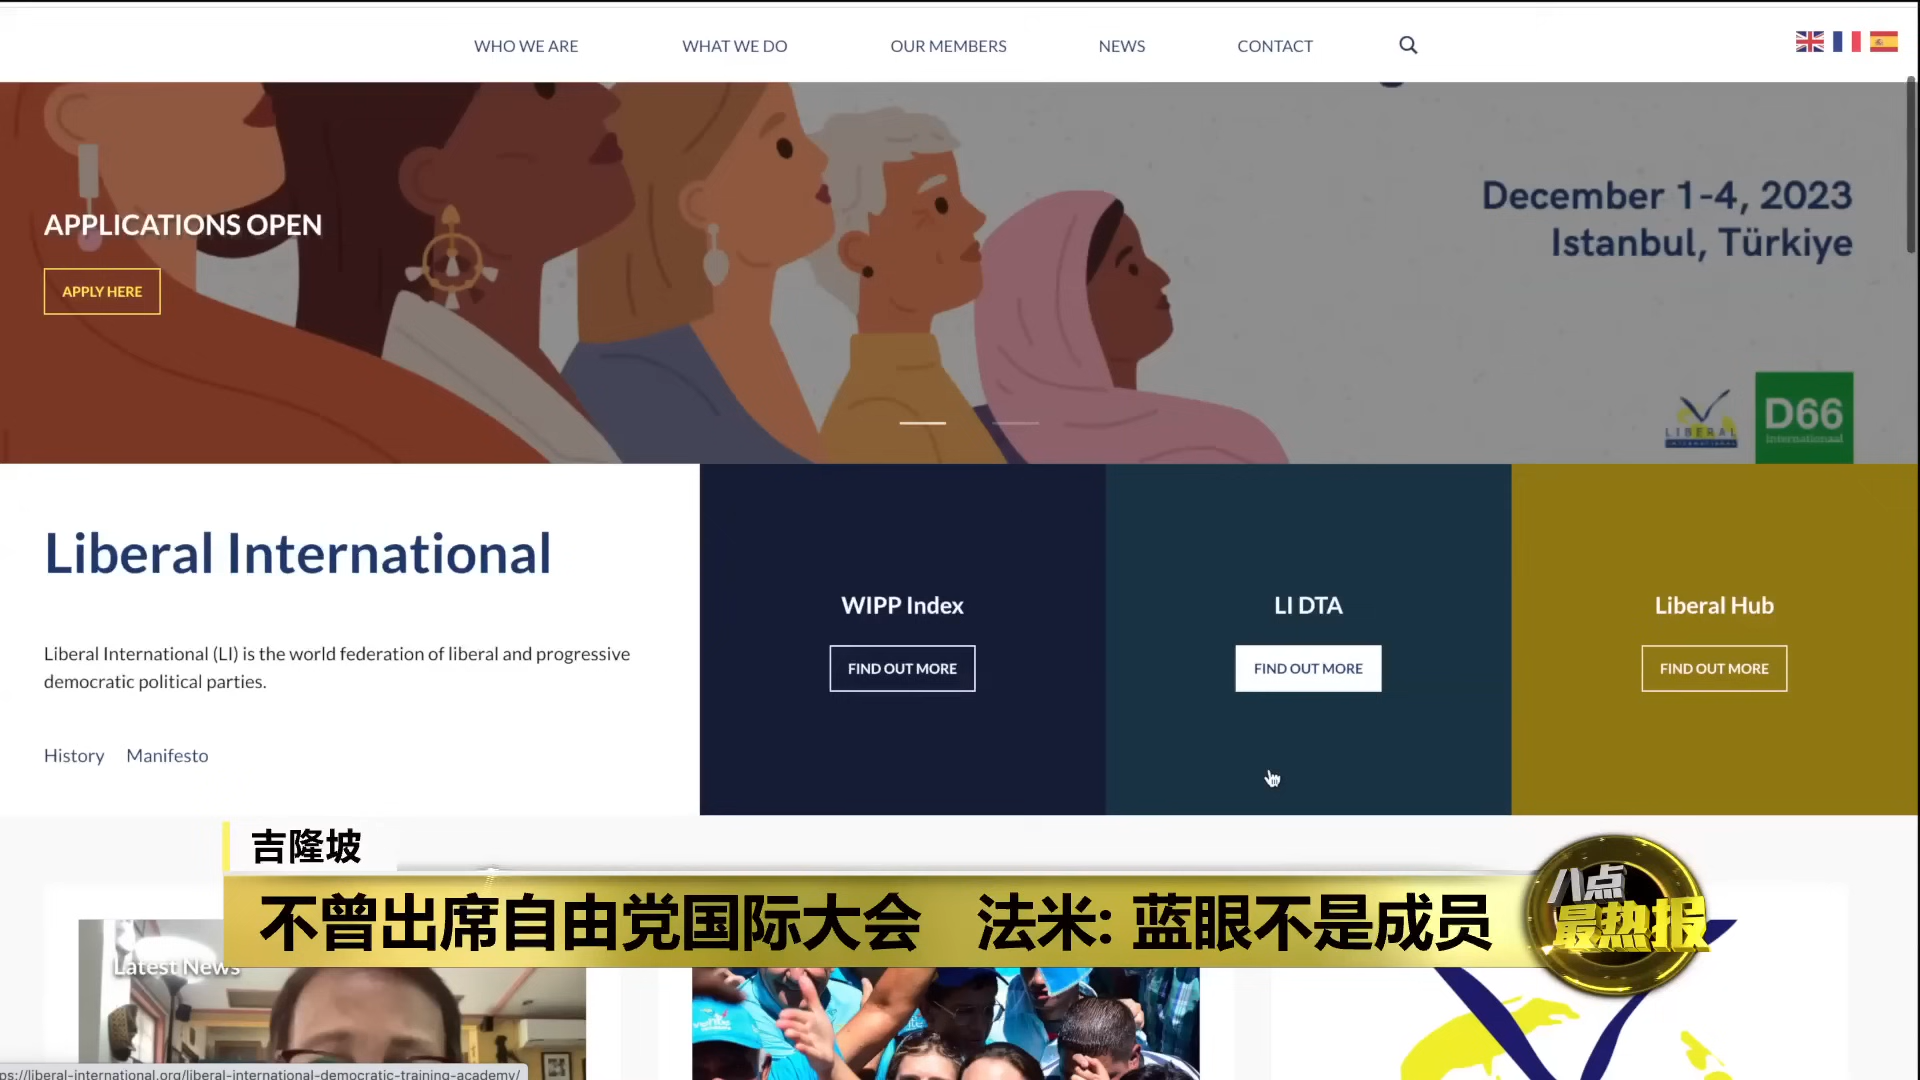 WHO WE ARE WHAT WE DO OUR MEMBERS NEWS CONTACT
December 1-4, 2023
Istanbul, Türkiye
APPLICATIONS OPEN
APPLY HERE
LIBERAL
INTERNATIONAL
D66
Internationaal
Liberal International
Liberal International (LI) is the world federation of liberal and progressive
democratic political parties.
History Manifesto
WIPP Index
FIND OUT MORE
LI DTA
FIND OUT MORE
Liberal Hub
FIND OUT MORE
吉隆坡
不曾出席自由党国际大会 法米: 蓝眼不是成员
八点
最热报
Latest News
ps://liberal-international.org/liberal-international-democratic-training-academy/